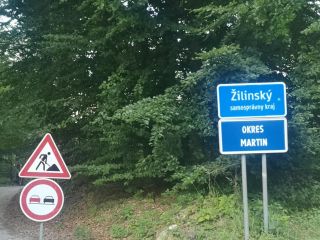 Žilinský
samosprávny kraj
OKRES
MARTIN